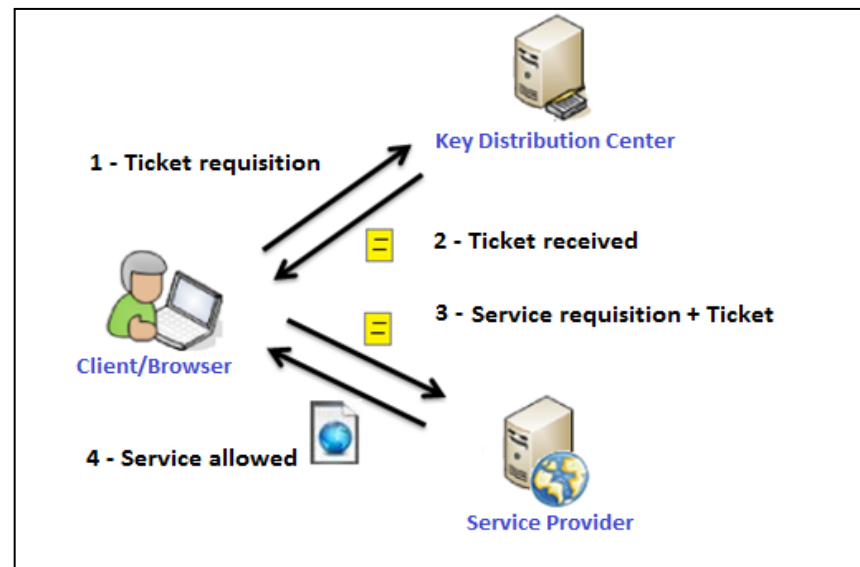 Key Distribution Center
1 - Ticket requisition
2 - Ticket received
3 - Service requisition + Ticket
Client/Browser
4 - Service allowed
Service Provider